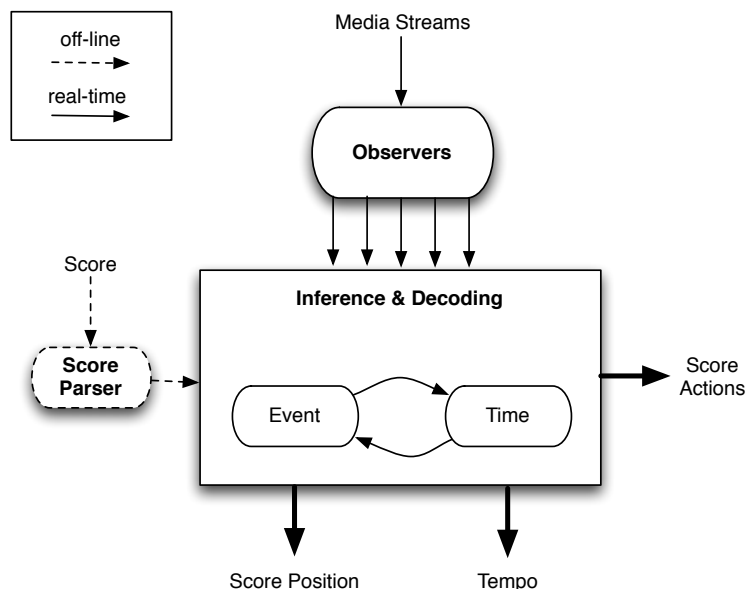 Media Streams
off-line
real-time
Observers
Score
Inference & Decoding
Score
Parser
Event
Time
Score
Actions
Score Position
Tempo